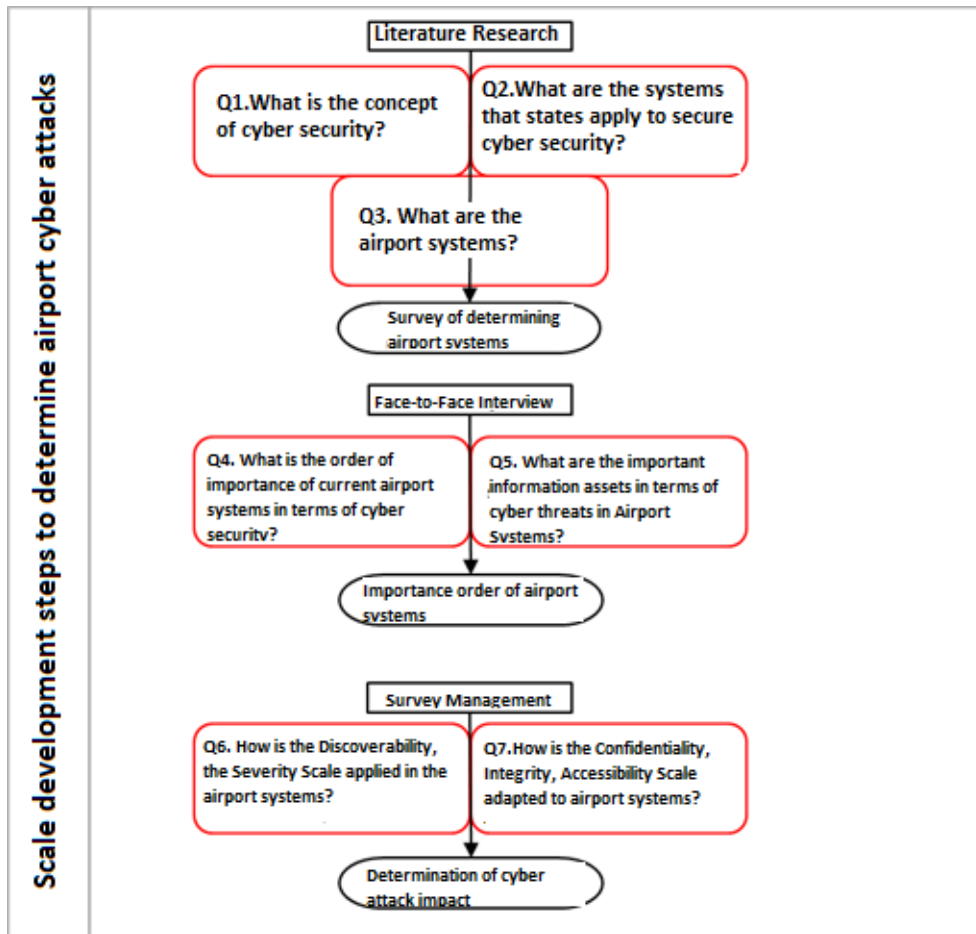 Scale development steps to determine airport cyber attacks
Literature Research
Q1.What is the concept
of cyber security?
Q2.What are the systems
that states apply to secure
cyber security?
Q3. What are the
airport systems?
Survey of determining
airport systems
Face-to-Face Interview
Q4. What is the order of
importance of current airport
systems in terms of cyber
security?
Q5. What are the important
information assets in terms of
cyber threats in Airport
Systems?
Importance order of airport
systems
Survey Management
Q6. How is the Discoverability,
the Severity Scale applied in the
airport systems?
Q7.How is the Confidentiality,
Integrity, Accessibility Scale
adapted to airport systems?
Determination of cyber
attack impact